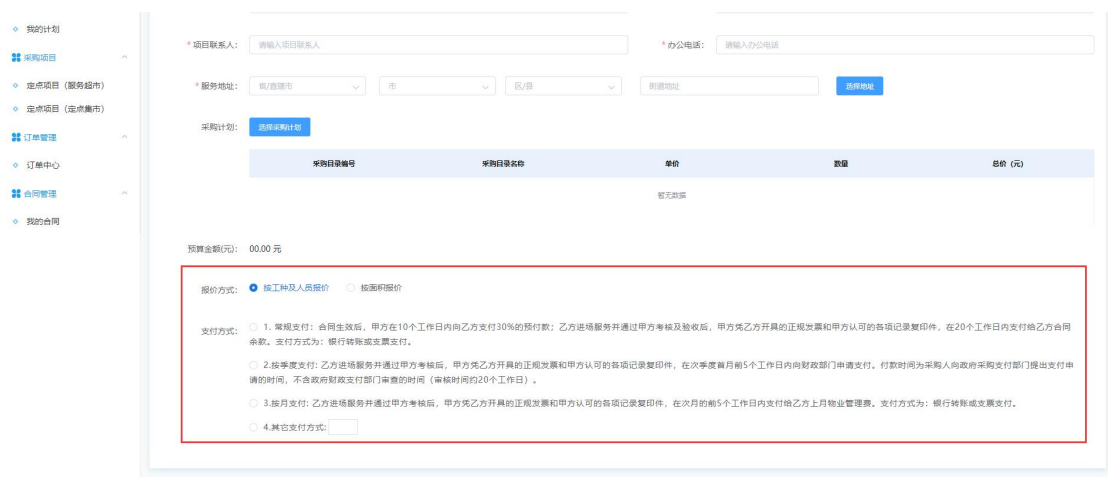 我的计划
采购项目
定点项目（服务超市）
定点项目（定点集市）
订单管理
订单中心
合同管理
我的合同
* 项目联系人： 请输入项目联系人
* 办公电话： 请输入办公电话
* 服务地址： 省/直辖市 市 区/县 街道地址 选择地址
采购计划： 选择采购计划
采购目录编号 采购目录名称 单价 数量 总价（元）
暂无数据
预算金额(元)： 00.00 元
报价方式： 按工种及人员报价 按面积报价
支付方式： 1. 常规支付：合同生效后，甲方在10个工作日内向乙方支付30%的预付款；乙方进场服务并通过甲方考核及验收后，甲方凭乙方开具的正规发票和甲方认可的各项记录复印件，在20个工作日内支付给乙方合同
余款。支付方式为：银行转账或支票支付。
2.按季度支付: 乙方进场服务并通过甲方考核后，甲方凭乙方开具的正规发票和甲方认可的各项记录复印件，在次季度首月前5个工作日内向财政部门申请支付。付款时间为采购人向政府采购支付部门提出支付申
请的时间，不含政府财政支付部门审查的时间（审核时间约20个工作日）。
3.按月支付: 乙方进场服务并通过甲方考核后，甲方凭乙方开具的正规发票和甲方认可的各项记录复印件，在次月的前5个工作日内支付给乙方上月物业管理费。支付方式为：银行转账或支票支付。
4.其它支付方式: